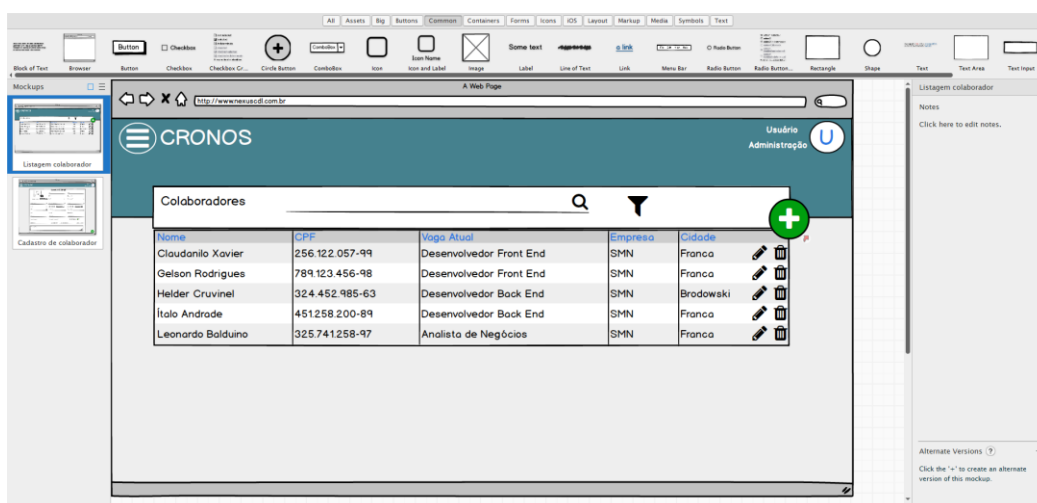 All Assets Big Buttons Common Containers Forms Icons iOS Layout Markup Media Symbols Text
Button Checkbox ComboBox Icon Name Some text a link Radio Button
Block of Text Browser Button Checkbox Checkbox Gr... Circle Button ComboBox Icon Icon and Label Image Label Line of Text Link Menu Bar Radio Button Radio Button... Rectangle Shape Text Text Area Text Input
Mockups
Listagem colaborador
Cadastro de colaborador
A Web Page
http://www.nexuscdl.com.br
CRONOS
Usuário
Administração
U
Colaboradores
Nome CPF Vaga Atual Empresa Cidade
Claudanilo Xavier 256.122.057-99 Desenvolvedor Front End SMN Franca
Gelson Rodrigues 789.123.456-98 Desenvolvedor Front End SMN Franca
Helder Cruvinel 324.452.985-63 Desenvolvedor Back End SMN Brodowski
Ítalo Andrade 451.258.200-89 Desenvolvedor Back End SMN Franca
Leonardo Balduino 325.741.258-97 Analista de Negócios SMN Franca
Listagem colaborador
Notes
Click here to edit notes.
Alternate Versions ?
Click the '+' to create an alternate
version of this mockup.